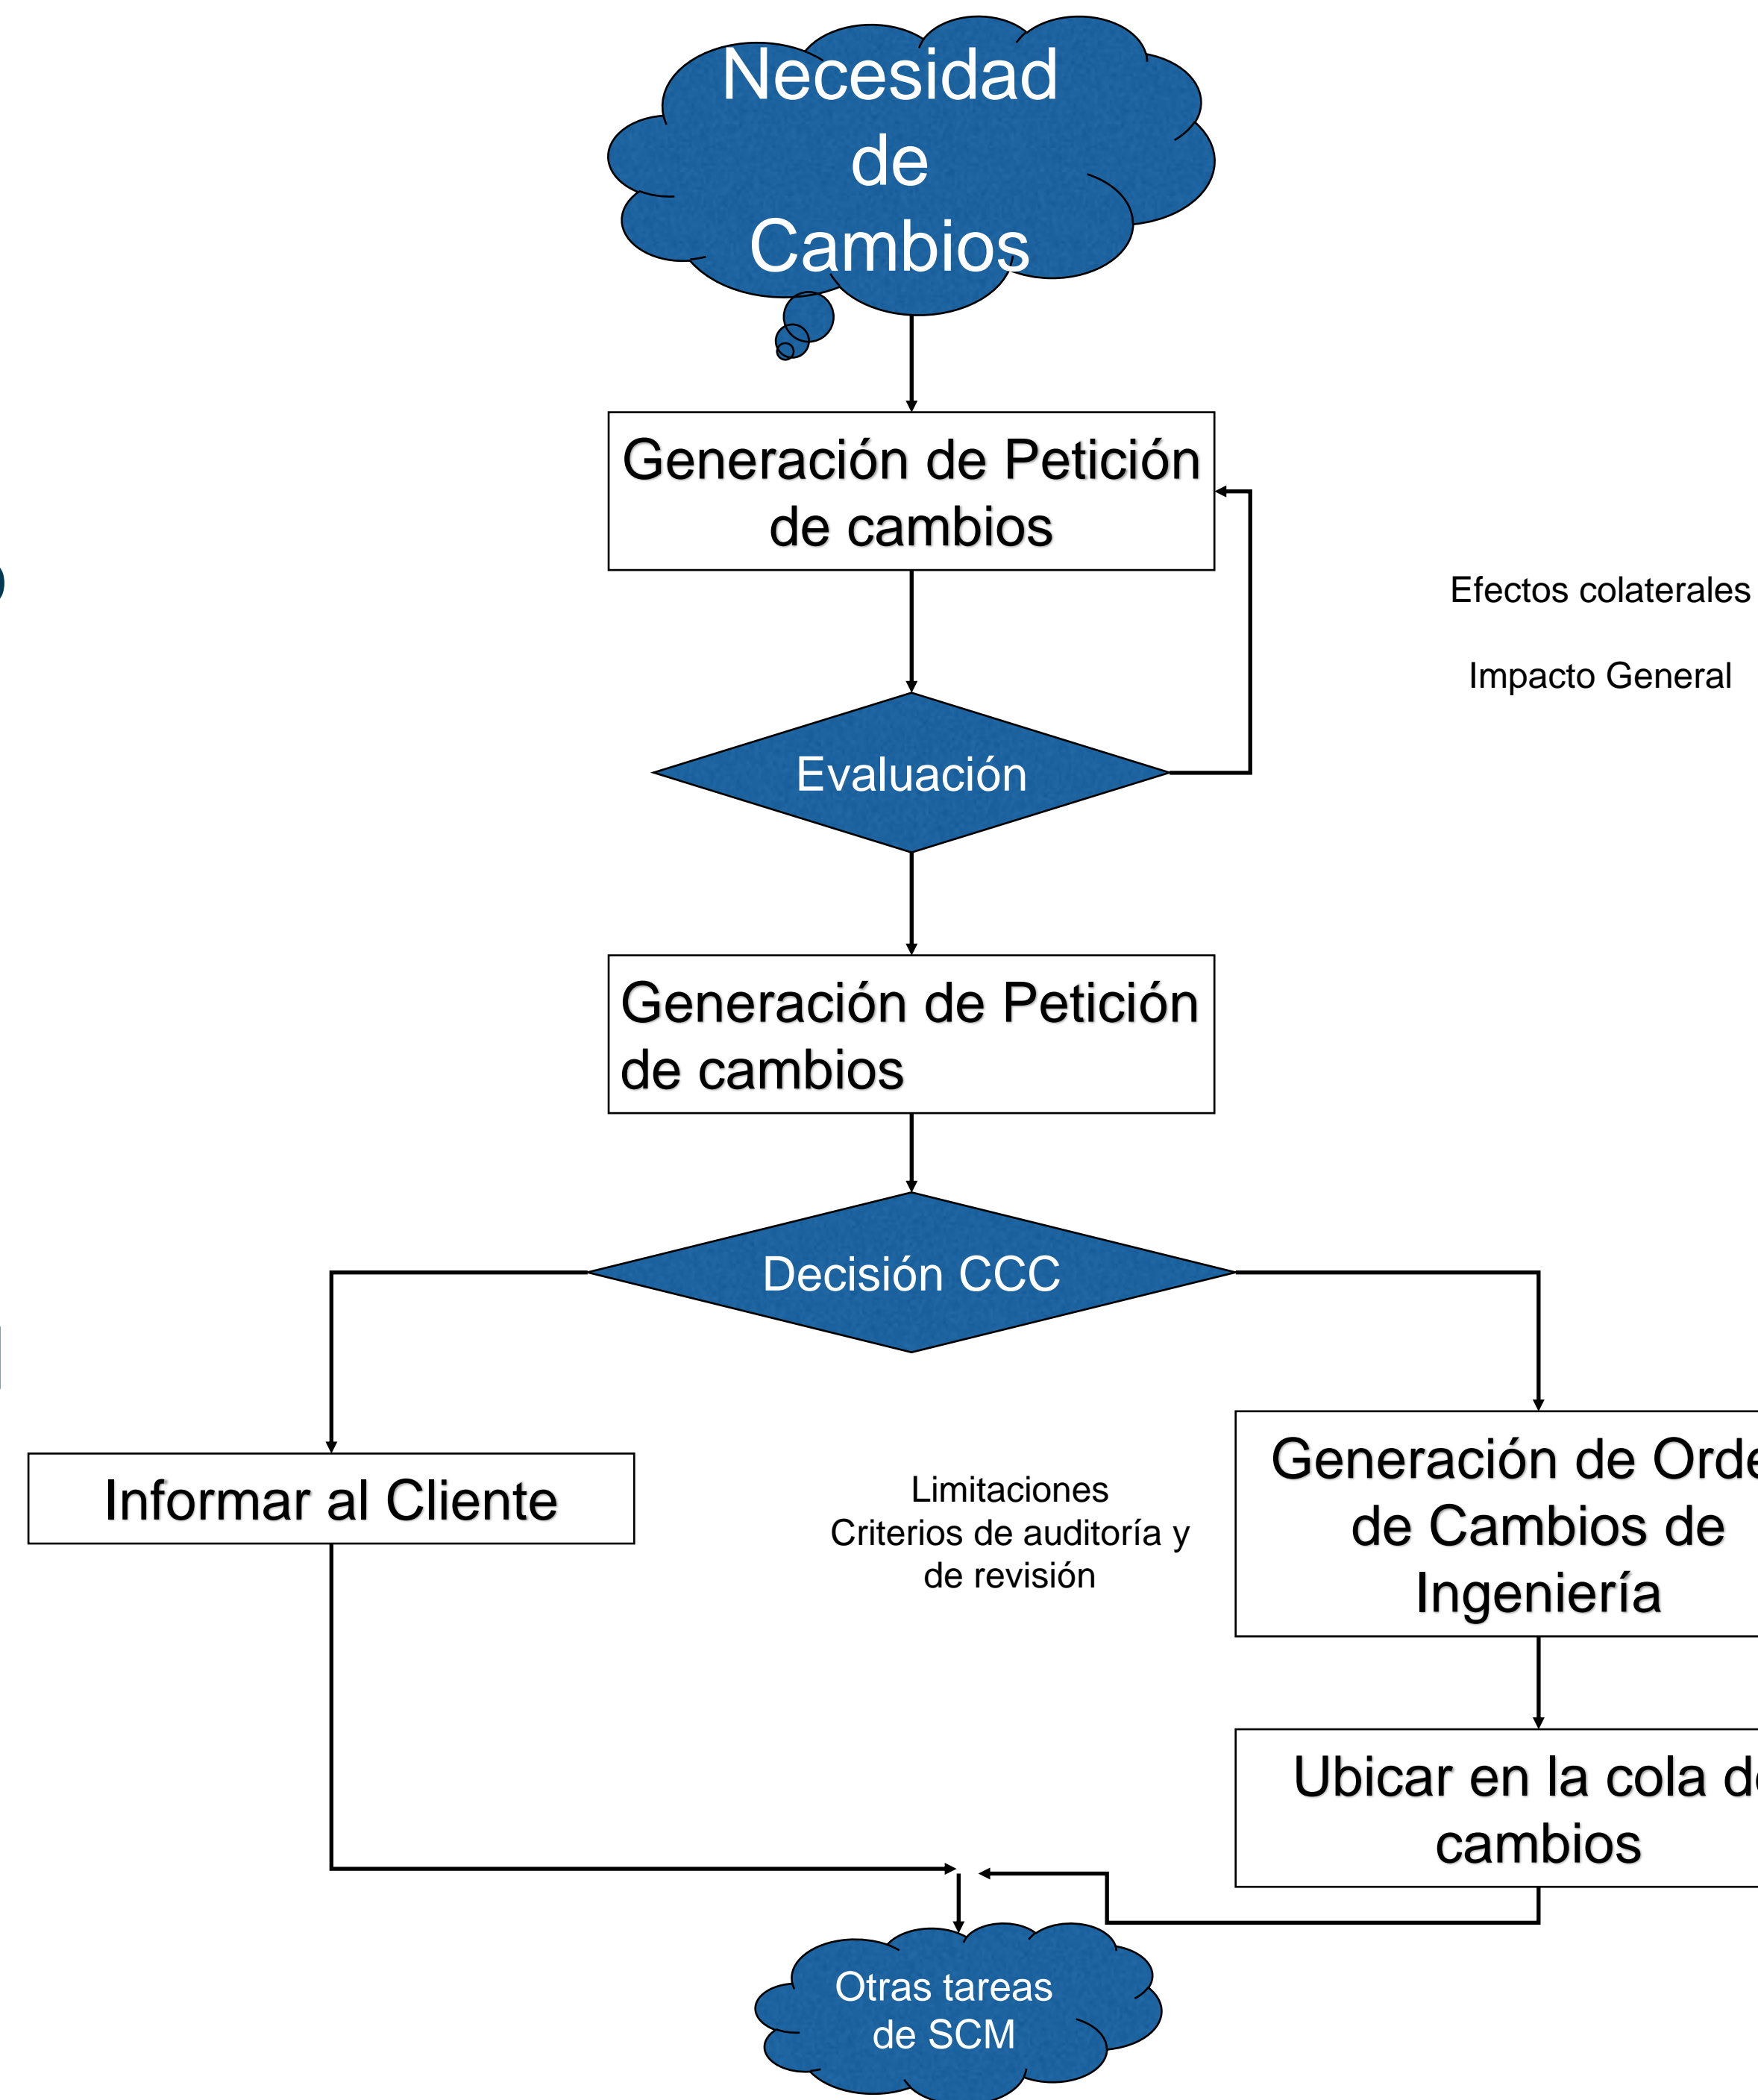 Necesidad
de
Cambios
Generación de Petición
de cambios
Efectos colaterales
Impacto General
Evaluación
Generación de Petición
de cambios
Decisión CCC
Informar al Cliente
Limitaciones
Criterios de auditoría y
de revisión
Generación de
de Cambios de
Ingeniería
Ubicar en la cola
cambios
Otras tareas
de SCM